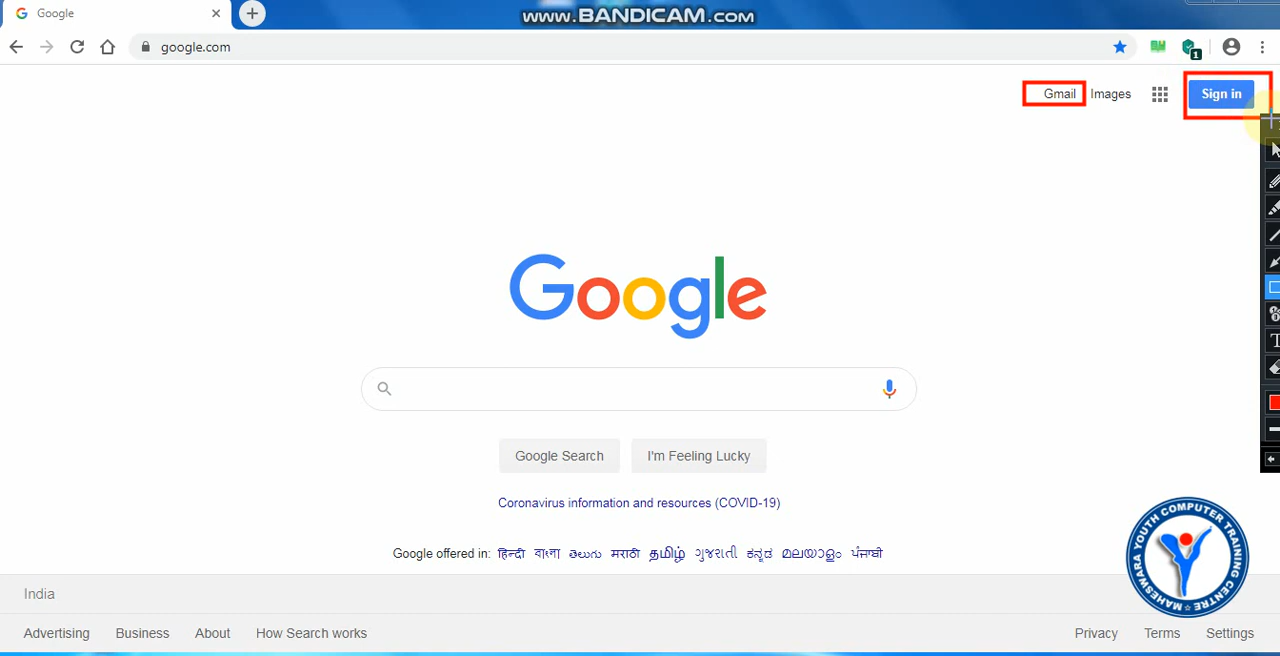 Google
WWW.BANDICAM.COM
google.com
1
Gmail Images Sign in
Google
Google Search I'm Feeling Lucky
Coronavirus information and resources (COVID-19)
Google offered in: हिन्दी বাংলা తెలుగు मराठी தமிழ் ગુજરાતી ಕನ್ನಡ മലയാളം ਪੰਜਾਬੀ
MAHESWARA YOUTH COMPUTER TRAINING CENTRE
India
Advertising Business About How Search works Privacy Terms Settings